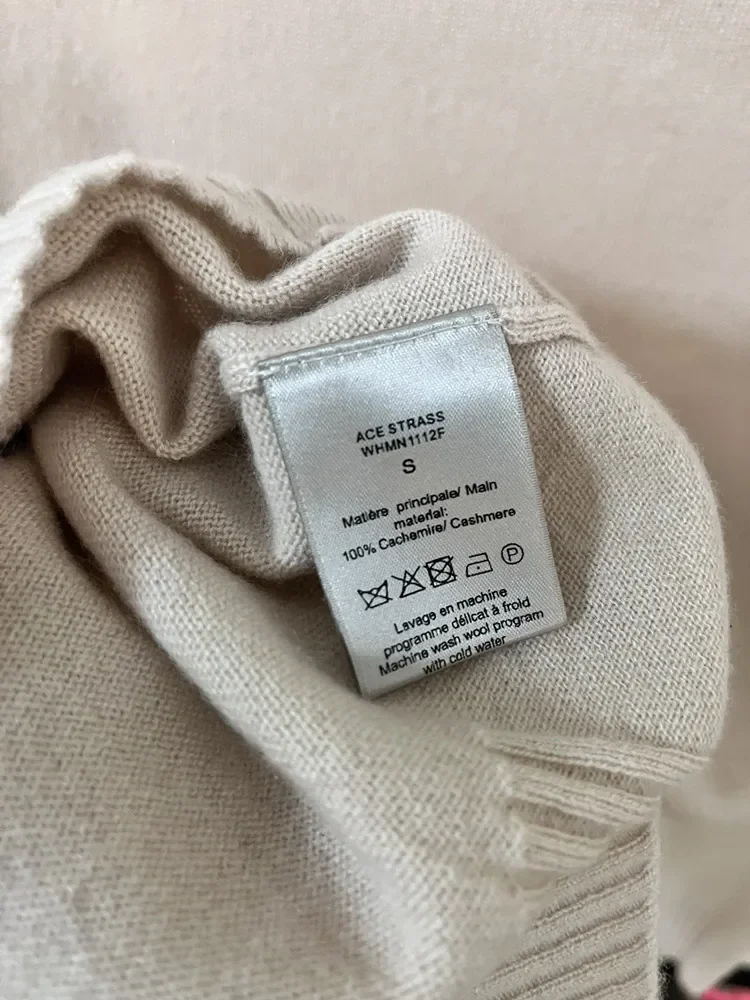 ACE STRASS
WHMN1112F
S
Matière principale/ Main
material:
100% Cachemire/ Cashmere
P
Lavage en machine
programme délicat à froid
Machine wash wool program
with cold water